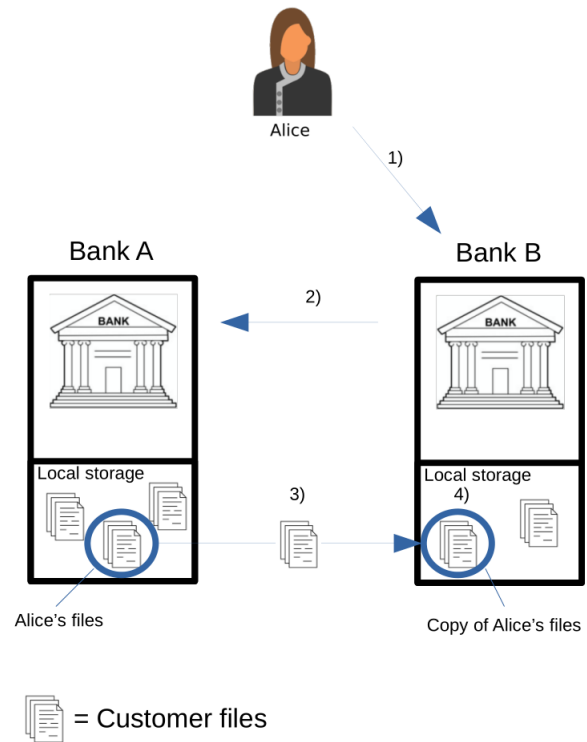 Alice
1)
Bank A
Bank B
2)
BANK
BANK
Local storage
Local storage
3)
4)
Alice's files
Copy of Alice's files
= Customer files